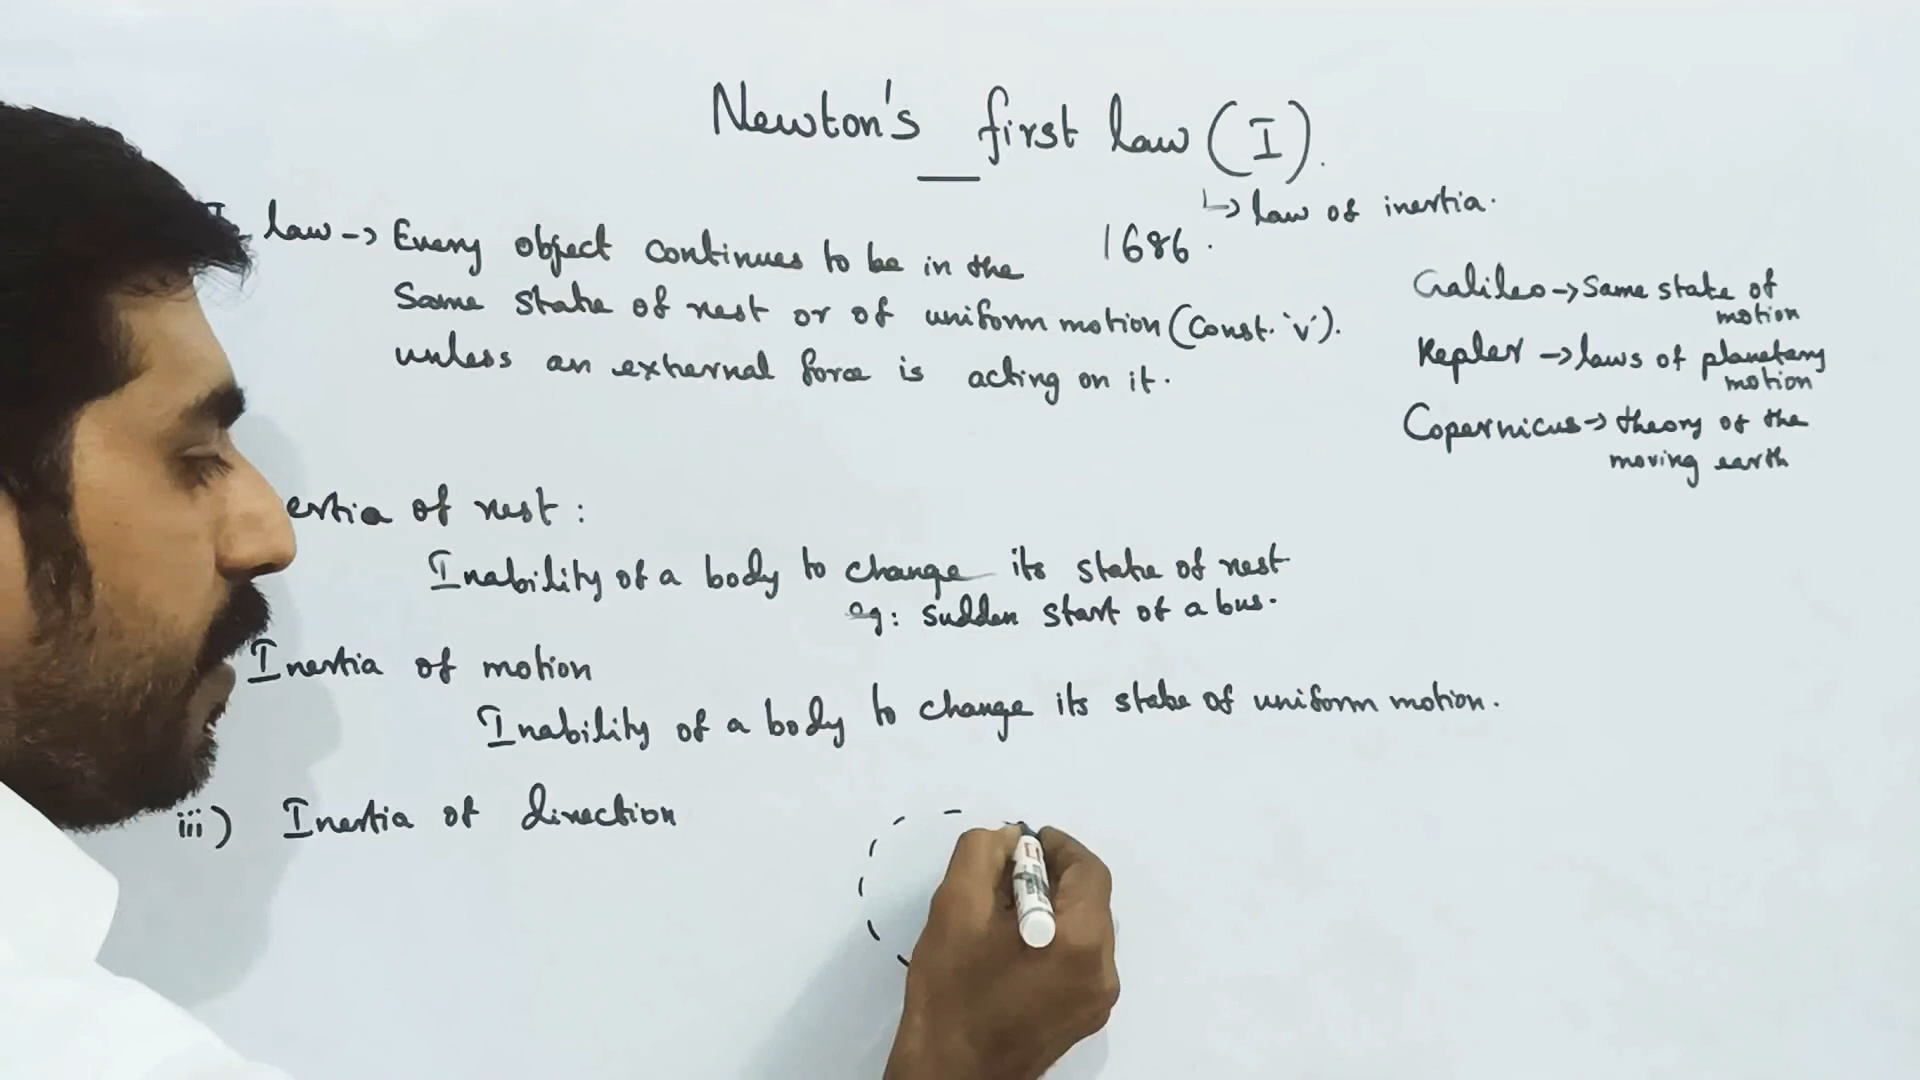 Newton's first law (I).
↳ law of inertia.
1686.
I law -> Every object continues to be in the
same state of rest or of uniform motion (const. 'v').
unless an external force is acting on it.
Galileo -> same state of
motion
Kepler -> laws of planetary
motion
Copernicus -> theory of the
moving earth
ertia of rest :
Inability of a body to change its state of rest
eg: sudden start of a bus.
Inertia of motion
Inability of a body to change its state of uniform motion.
iii) Inertia of direction